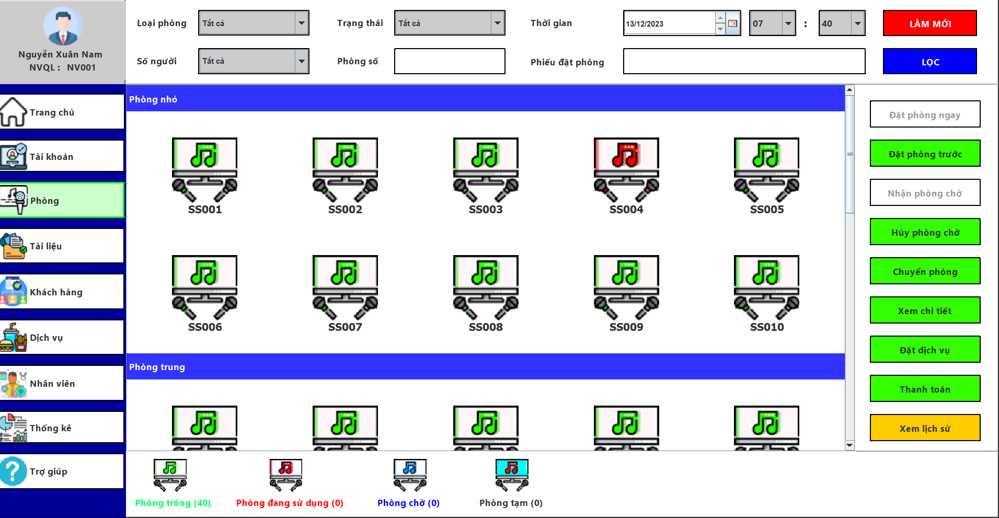 Nguyễn Xuân Nam
NVQL : NV001
Loại phòng
Tất cả
Trạng thái
Tất cả
Thời gian
13/12/2023
07
:
40
LÀM MỚI
Số người
Tất cả
Phòng số
Phiếu đặt phòng
LỌC
Trang chủ
Tài khoản
Phòng
Tài liệu
Khách hàng
Dịch vụ
Nhân viên
Thống kê
Trợ giúp
Phòng nhỏ
SS001
SS002
SS003
SS004
SS005
SS006
SS007
SS008
SS009
SS010
Phòng trung
Đặt phòng ngay
Đặt phòng trước
Nhận phòng chờ
Hủy phòng chờ
Chuyển phòng
Xem chi tiết
Đặt dịch vụ
Thanh toán
Xem lịch sử
Phòng trống (40)
Phòng đang sử dụng (0)
Phòng chờ (0)
Phòng tạm (0)